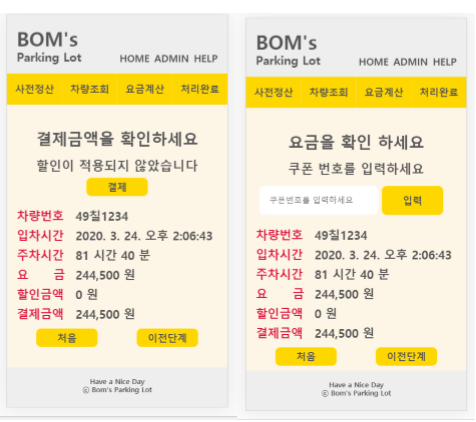 BOM's
Parking Lot
HOME ADMIN HELP
사전정산 차량조회 요금계산 처리완료
결제금액을 확인하세요
할인이 적용되지 않았습니다
결제
차량번호 49칠1234
입차시간 2020. 3. 24. 오후 2:06:43
주차시간 81 시간 40 분
요 금 244,500 원
할인금액 0 원
결제금액 244,500 원
처음 이전단계
Have a Nice Day
ⓒ Bom's Parking Lot
BOM's
Parking Lot
HOME ADMIN HELP
사전정산 차량조회 요금계산 처리완료
요금을 확인 하세요
쿠폰 번호를 입력하세요
쿠폰번호를 입력하세요 입력
차량번호 49칠1234
입차시간 2020. 3. 24. 오후 2:06:43
주차시간 81 시간 40 분
요 금 244,500 원
할인금액 0 원
결제금액 244,500 원
처음 이전단계
Have a Nice Day
ⓒ Bom's Parking Lot